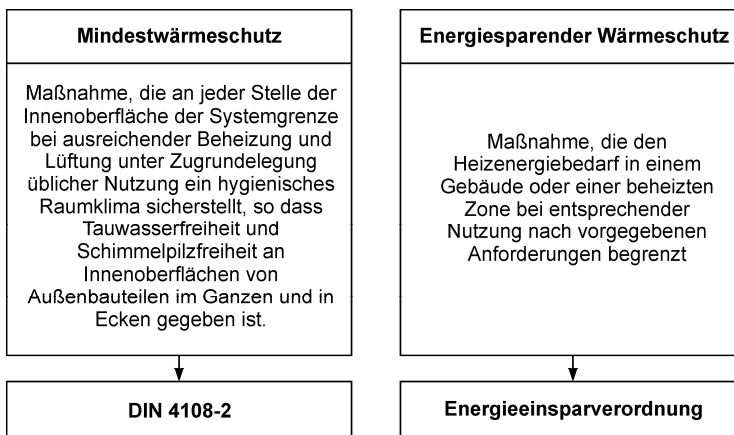 Mindestwärmeschutz
Maßnahme, die an jeder Stelle der
Innenoberfläche der Systemgrenze
bei ausreichender Beheizung und
Lüftung unter Zugrundelegung
üblicher Nutzung ein hygienisches
Raumklima sicherstellt, so dass
Tauwasserfreiheit und
Schimmelpilzfreiheit an
Innenoberflächen von
Außenbauteilen im Ganzen und in
Ecken gegeben ist.
DIN 4108-2
Energiesparender Wärmeschutz
Maßnahme, die den
Heizenergiebedarf in einem
Gebäude oder einer beheizten
Zone bei entsprechender
Nutzung nach vorgegebenen
Anforderungen begrenzt
Energieeinsparverordnung